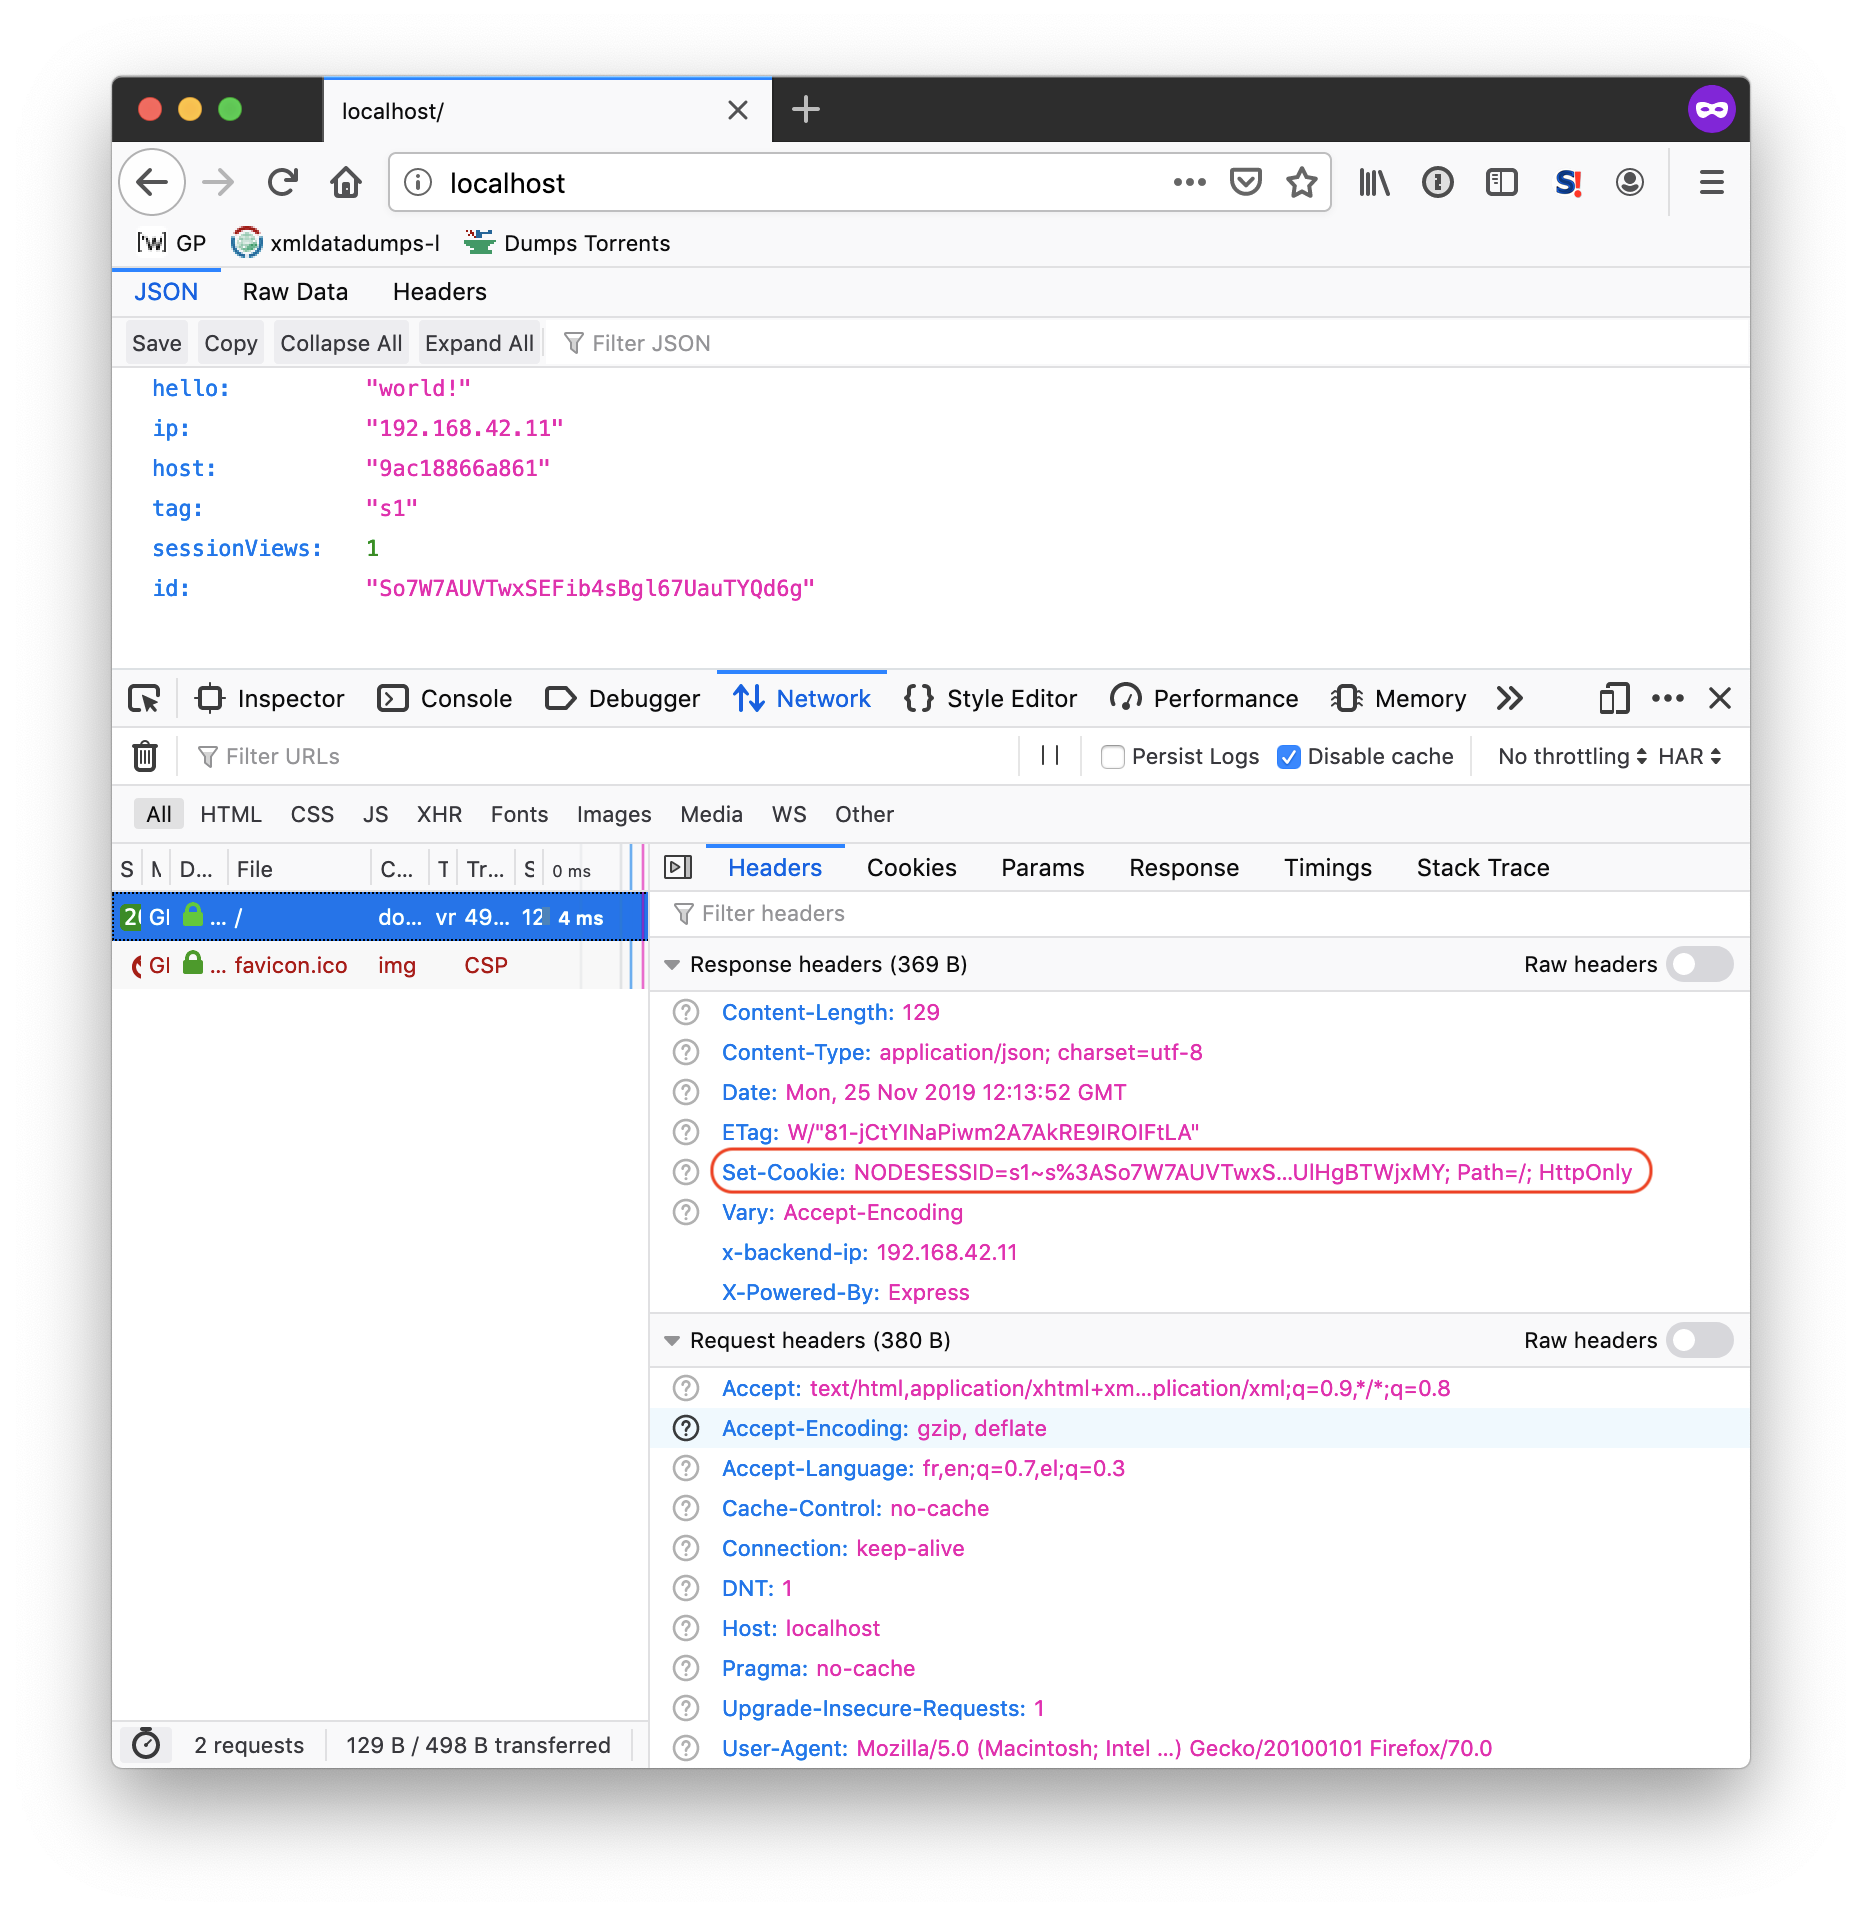 localhost/
localhost
S!
['W] GP xmldatadumps-l Dumps Torrents
JSON Raw Data Headers
Save Copy Collapse All Expand All Filter JSON
hello: "world!"
ip: "192.168.42.11"
host: "9ac18866a861"
tag: "s1"
sessionViews: 1
id: "So7W7AUVTwxSEFib4sBgl67UauTYQd6g"
Inspector Console Debugger Network Style Editor Performance Memory
Filter URLs Persist Logs Disable cache No throttling HAR
All HTML CSS JS XHR Fonts Images Media WS Other
S M D... File C... T Tr... S 0 ms
20 GI ... / do... vr 49... 12 4 ms
GI ... favicon.ico img CSP
2 requests 129 B / 498 B transferred
Headers Cookies Params Response Timings Stack Trace
Filter headers
Response headers (369 B) Raw headers
Content-Length: 129
Content-Type: application/json; charset=utf-8
Date: Mon, 25 Nov 2019 12:13:52 GMT
ETag: W/"81-jCtYINaPiwm2A7AkRE9IROIFtLA"
Set-Cookie: NODESESSID=s1~s%3ASo7W7AUVTwxS...UlHgBTWjxMY; Path=/; HttpOnly
Vary: Accept-Encoding
x-backend-ip: 192.168.42.11
X-Powered-By: Express
Request headers (380 B) Raw headers
Accept: text/html,application/xhtml+xm...plication/xml;q=0.9,*/*;q=0.8
Accept-Encoding: gzip, deflate
Accept-Language: fr,en;q=0.7,el;q=0.3
Cache-Control: no-cache
Connection: keep-alive
DNT: 1
Host: localhost
Pragma: no-cache
Upgrade-Insecure-Requests: 1
User-Agent: Mozilla/5.0 (Macintosh; Intel ...) Gecko/20100101 Firefox/70.0